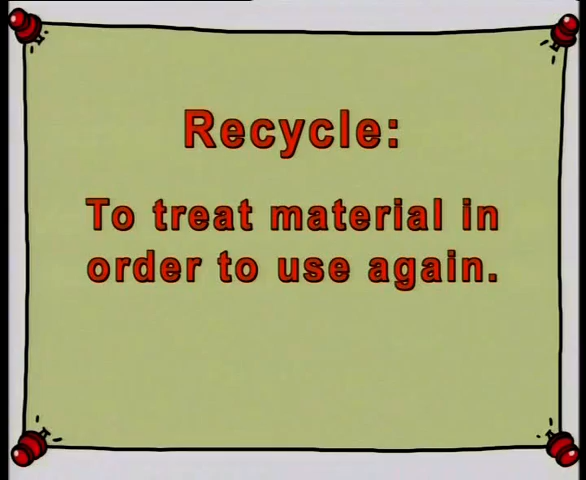 Recycle:
To treat material in
order to use again.